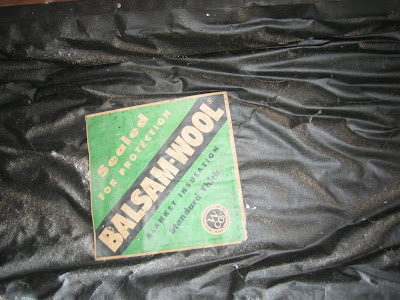 Sealed
FOR PROTECTION
BALSAM-WOOL
BLANKET INSULATION
Standard Thick